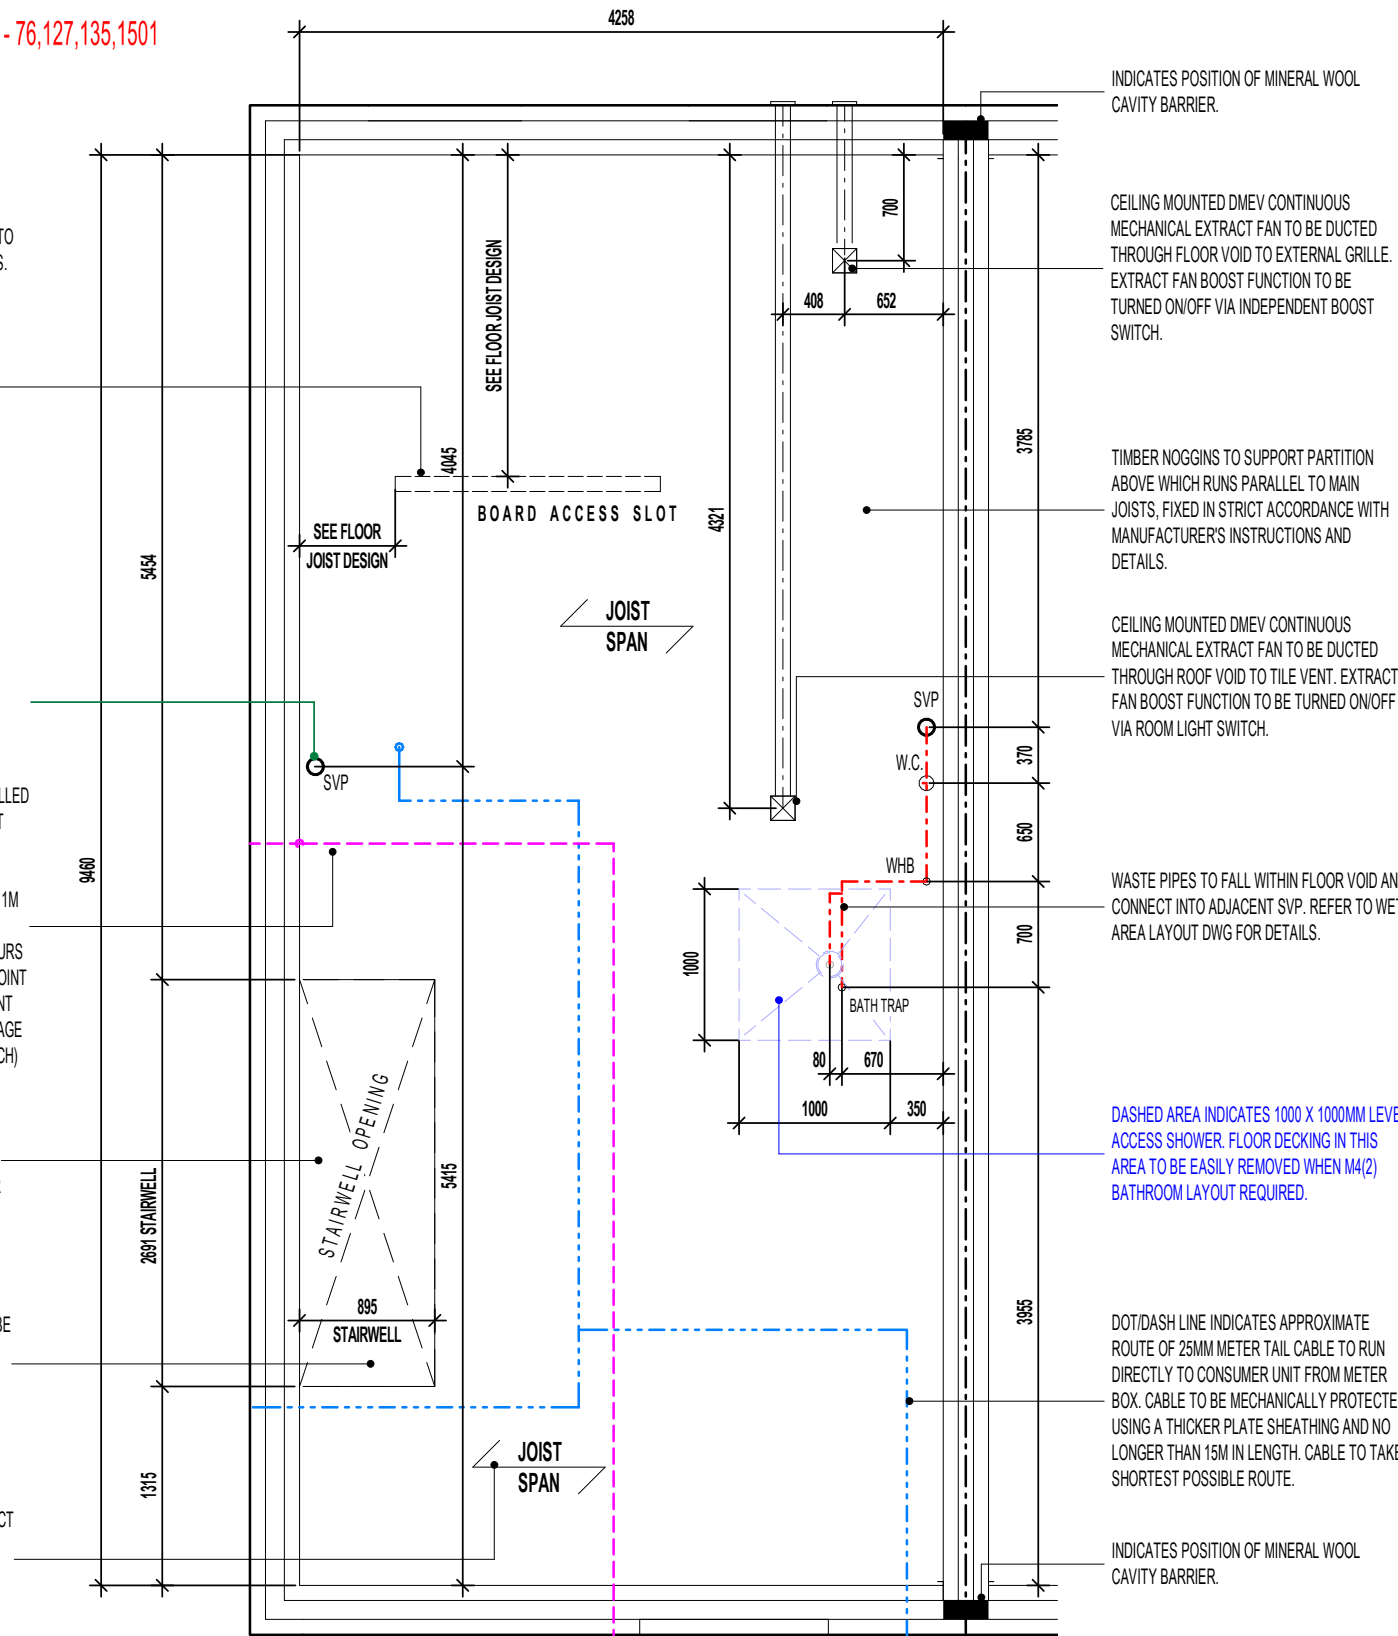 - 76,127,135,1501
4258
INDICATES POSITION OF MINERAL WOOL
CAVITY BARRIER.
CEILING MOUNTED DMEV CONTINUOUS
MECHANICAL EXTRACT FAN TO BE DUCTED
THROUGH FLOOR VOID TO EXTERNAL GRILLE.
EXTRACT FAN BOOST FUNCTION TO BE
TURNED ON/OFF VIA INDEPENDENT BOOST
SWITCH.
TO
S.
700
SEE FLOOR JOIST DESIGN
408
652
3785
4045
TIMBER NOGGINS TO SUPPORT PARTITION
ABOVE WHICH RUNS PARALLEL TO MAIN
JOISTS, FIXED IN STRICT ACCORDANCE WITH
MANUFACTURER'S INSTRUCTIONS AND
DETAILS.
BOARD ACCESS SLOT
4321
SEE FLOOR
JOIST DESIGN
5454
JOIST
SPAN
CEILING MOUNTED DMEV CONTINUOUS
MECHANICAL EXTRACT FAN TO BE DUCTED
THROUGH ROOF VOID TO TILE VENT. EXTRACT
FAN BOOST FUNCTION TO BE TURNED ON/OFF
VIA ROOM LIGHT SWITCH.
SVP
370
W.C.
SVP
LLED
T
650
9460
WHB
1M
WASTE PIPES TO FALL WITHIN FLOOR VOID AN
CONNECT INTO ADJACENT SVP. REFER TO WE
AREA LAYOUT DWG FOR DETAILS.
700
URS
OINT
NT
AGE
CH)
1000
BATH TRAP
80
670
1000
350
DASHED AREA INDICATES 1000 X 1000MM LEVE
ACCESS SHOWER. FLOOR DECKING IN THIS
AREA TO BE EASILY REMOVED WHEN M4(2)
BATHROOM LAYOUT REQUIRED.
STAIRWELL OPENING
5415
2691 STAIRWELL
895
STAIRWELL
BE
3955
DOT/DASH LINE INDICATES APPROXIMATE
ROUTE OF 25MM METER TAIL CABLE TO RUN
DIRECTLY TO CONSUMER UNIT FROM METER
BOX. CABLE TO BE MECHANICALLY PROTECTE
USING A THICKER PLATE SHEATHING AND NO
LONGER THAN 15M IN LENGTH. CABLE TO TAKE
SHORTEST POSSIBLE ROUTE.
JOIST
SPAN
1315
CT
INDICATES POSITION OF MINERAL WOOL
CAVITY BARRIER.